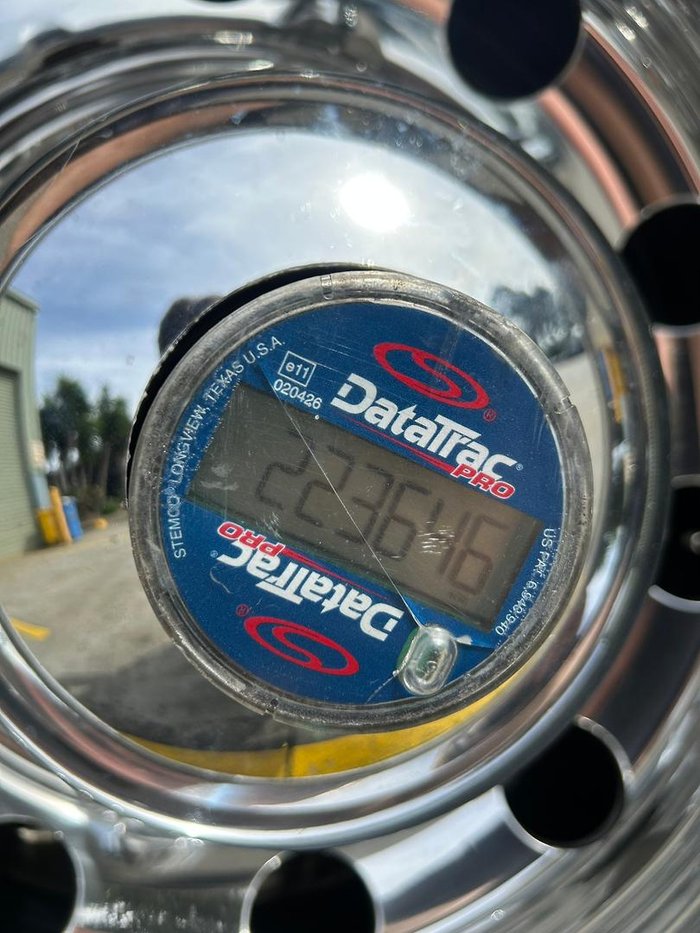 STEMCO LONGVIEW, TEXAS U.S.A
e11
020426
DataTrac®
PRO
223646
DataTrac®
PRO
US PAT. 6,940,940